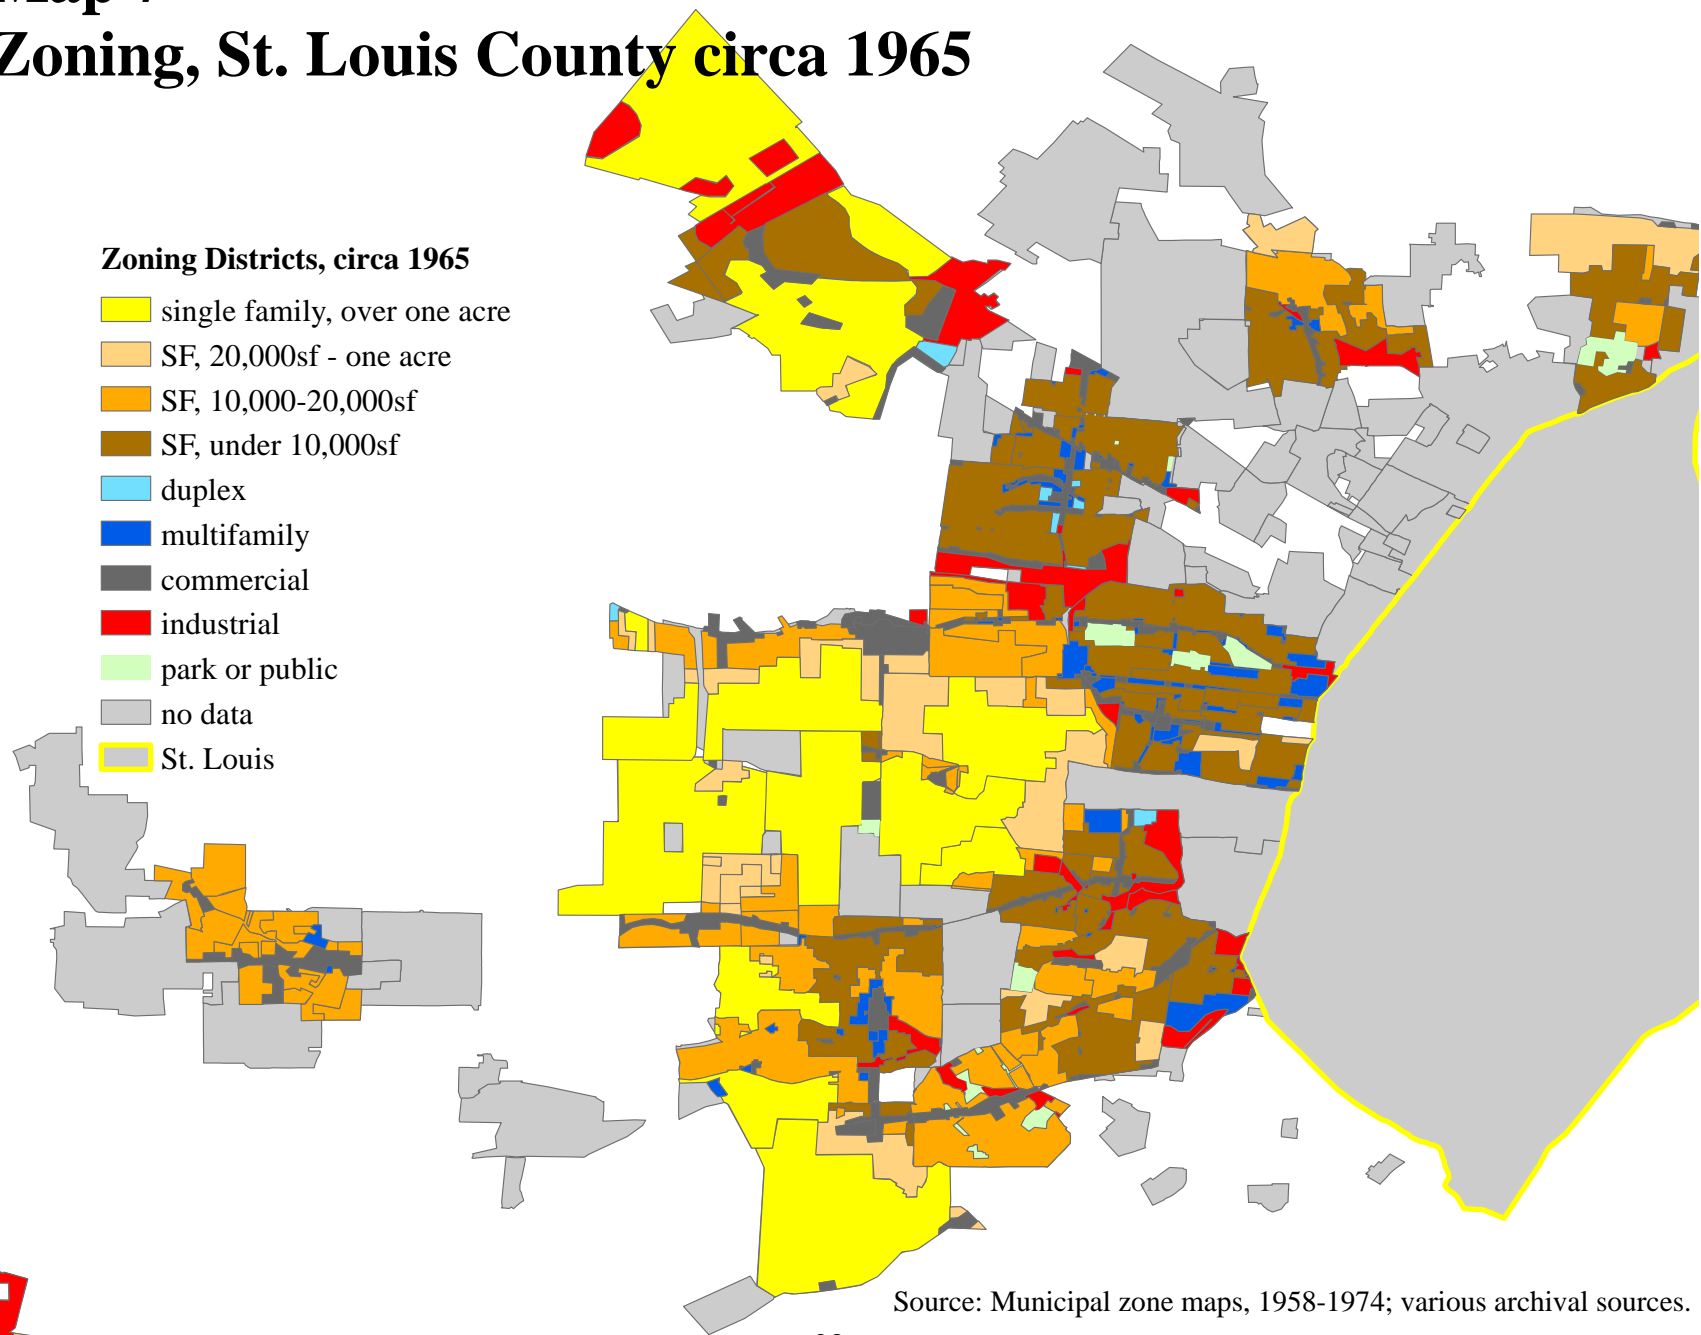 Zoning, St. Louis County circa 1965
Zoning Districts, circa 1965
single family, over one acre
SF, 20,000sf - one acre
SF, 10,000-20,000sf
SF, under 10,000sf
duplex
multifamily
commercial
industrial
park or public
no data
St. Louis
Source: Municipal zone maps, 1958-1974; various archival sources.